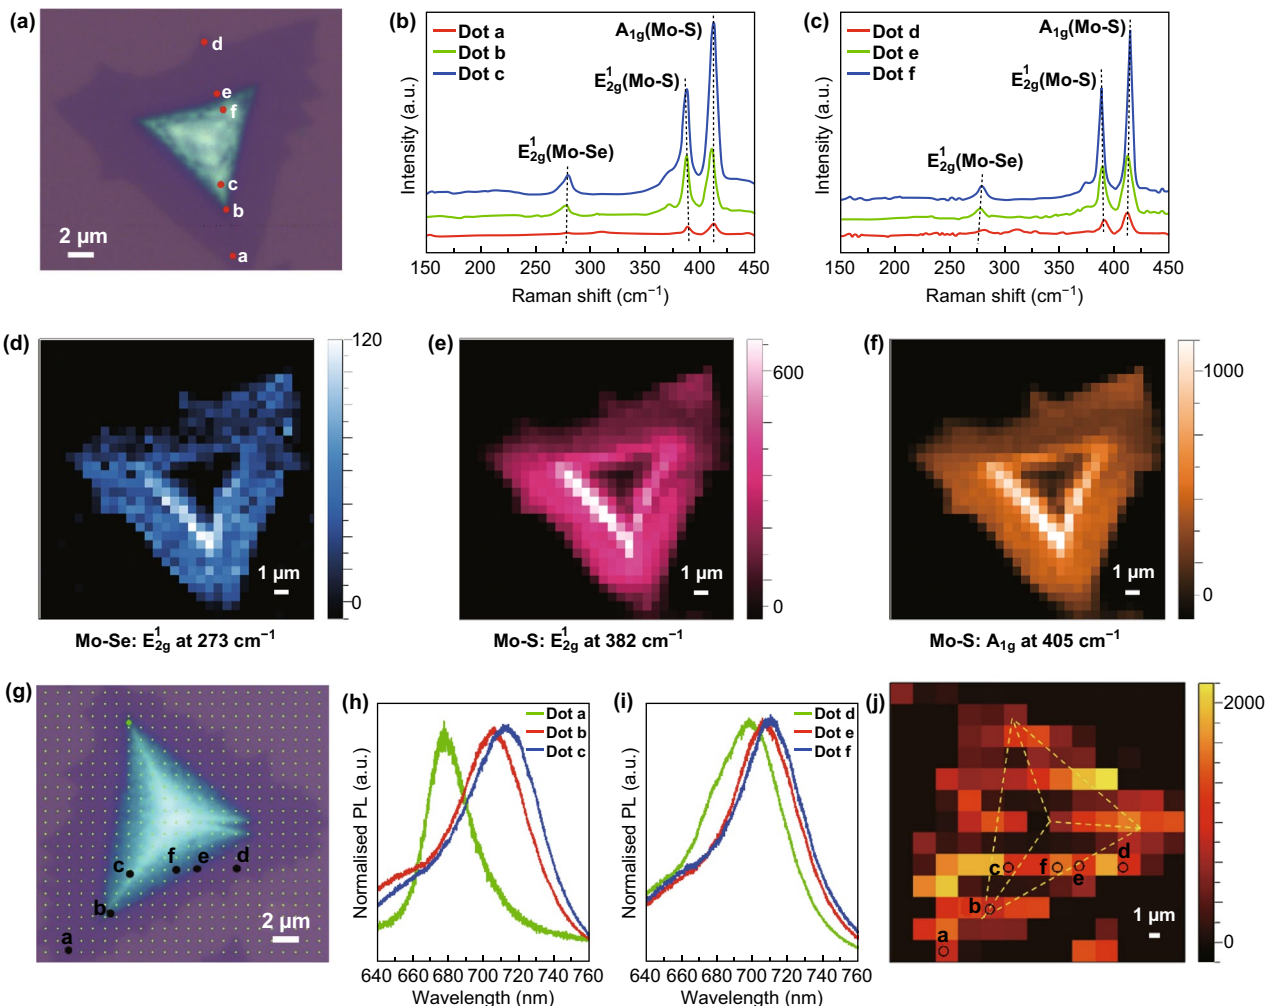 (a)
d
e
f
c
b
a
2 µm
(b)
Dot a
Dot b
Dot c
A1g(Mo-S)
E¹2g(Mo-S)
E¹2g(Mo-Se)
Intensity (a.u.)
150 200 250 300 350 400 450
Raman shift (cm⁻¹)
(c)
Dot d
Dot e
Dot f
A1g(Mo-S)
E¹2g(Mo-S)
E¹2g(Mo-Se)
Intensity (a.u.)
150 200 250 300 350 400 450
Raman shift (cm⁻¹)
(d)
120
0
1 µm
Mo-Se: E¹2g at 273 cm⁻¹
(e)
600
0
1 µm
Mo-S: E¹2g at 382 cm⁻¹
(f)
1000
0
1 µm
Mo-S: A1g at 405 cm⁻¹
(g)
c
f
e
d
b
a
2 µm
(h)
Dot a
Dot b
Dot c
Normalised PL (a.u.)
640 660 680 700 720 740 760
Wavelength (nm)
(i)
Dot d
Dot e
Dot f
Normalised PL (a.u.)
640 660 680 700 720 740 760
Wavelength (nm)
(j)
2000
0
c
f
e
d
b
a
1 µm